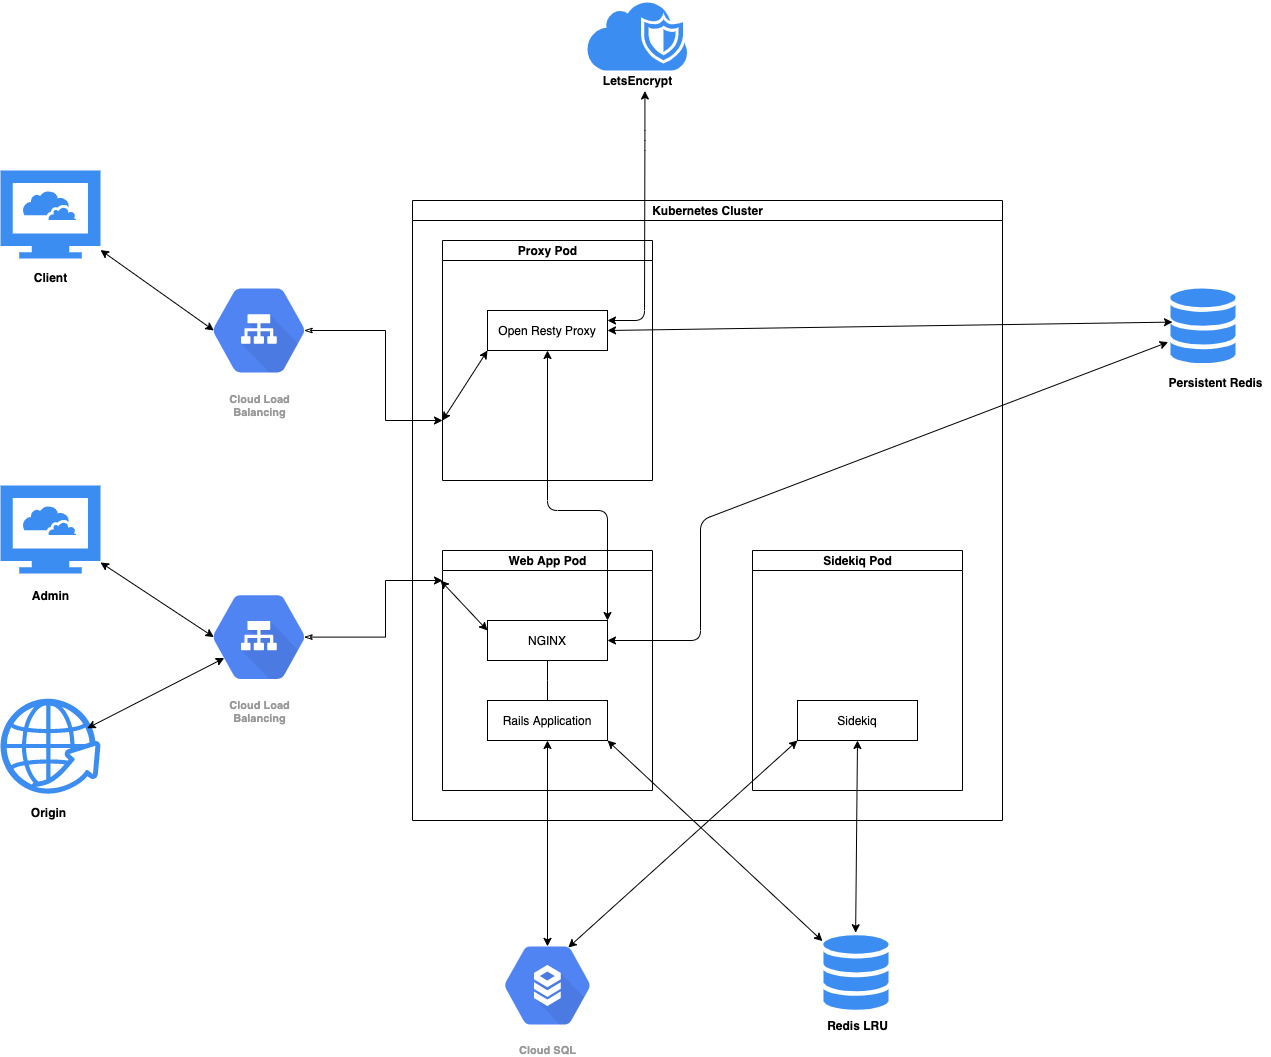 LetsEncrypt
Kubernetes Cluster
Client
Proxy Pod
Open Resty Proxy
Cloud Load
Balancing
Persistent Redis
Admin
Web App Pod
Sidekiq Pod
NGINX
Cloud Load
Balancing
Rails Application
Sidekiq
Origin
Redis LRU
Cloud SQL